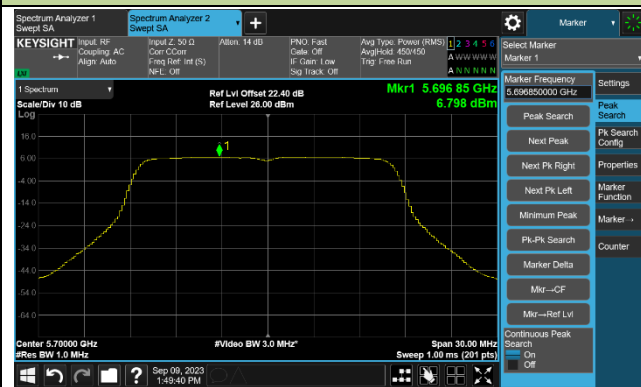 Spectrum Analyzer 1
Swept SA
Spectrum Analyzer 2
Swept SA
+
Marker
KEYSIGHT
Input: RF
Coupling: AC
Align: Auto
Input Z: 50 Ω
Corr CCorr
Freq Ref: Int (S)
NFE: Off
Atten: 14 dB
PNO: Fast
Gate: Off
IF Gain: Low
Sig Track: Off
Avg Type: Power (RMS)
Avg|Hold: 450/450
Trig: Free Run
1 2 3 4 5 6
A W W W W W
A N N N N N
Select Marker
Marker 1
LXI
1 Spectrum
Scale/Div 10 dB
Log
Ref Lvl Offset 22.40 dB
Ref Level 26.00 dBm
Mkr1 5.696 85 GHz
6.798 dBm
1
16.0
6.00
-4.00
-14.0
-24.0
-34.0
-44.0
-54.0
-64.0
Center 5.70000 GHz
#Res BW 1.0 MHz
#Video BW 3.0 MHz*
Span 30.00 MHz
Sweep 1.00 ms (201 pts)
Marker Frequency
5.696850000 GHz
Peak Search
Next Peak
Next Pk Right
Next Pk Left
Minimum Peak
Pk-Pk Search
Marker Delta
Mkr→CF
Mkr→Ref Lvl
Continuous Peak
Search
On
Off
Settings
Peak
Search
Pk Search
Config
Properties
Marker
Function
Marker→
Counter
?
Sep 09, 2023
1:49:40 PM